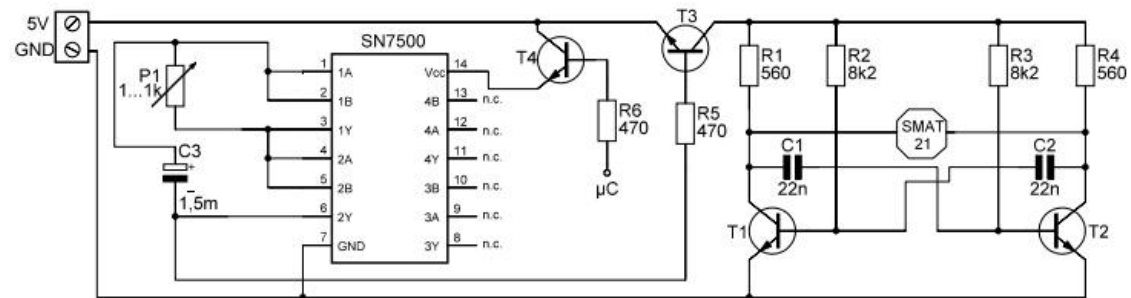 5V
GND
SN7500
P1
1...1k
C3
+
-
1,5m
1
2
3
4
5
6
7
1A
1B
1Y
2A
2B
2Y
GND
Vcc
4B
4A
4Y
3B
3A
3Y
14
13
12
11
10
9
8
n.c.
n.c.
n.c.
n.c.
n.c.
n.c.
T4
R6
470
µC
T3
R5
470
R1
560
R2
8k2
R3
8k2
R4
560
SMAT
21
C1
22n
C2
22n
T1
T2